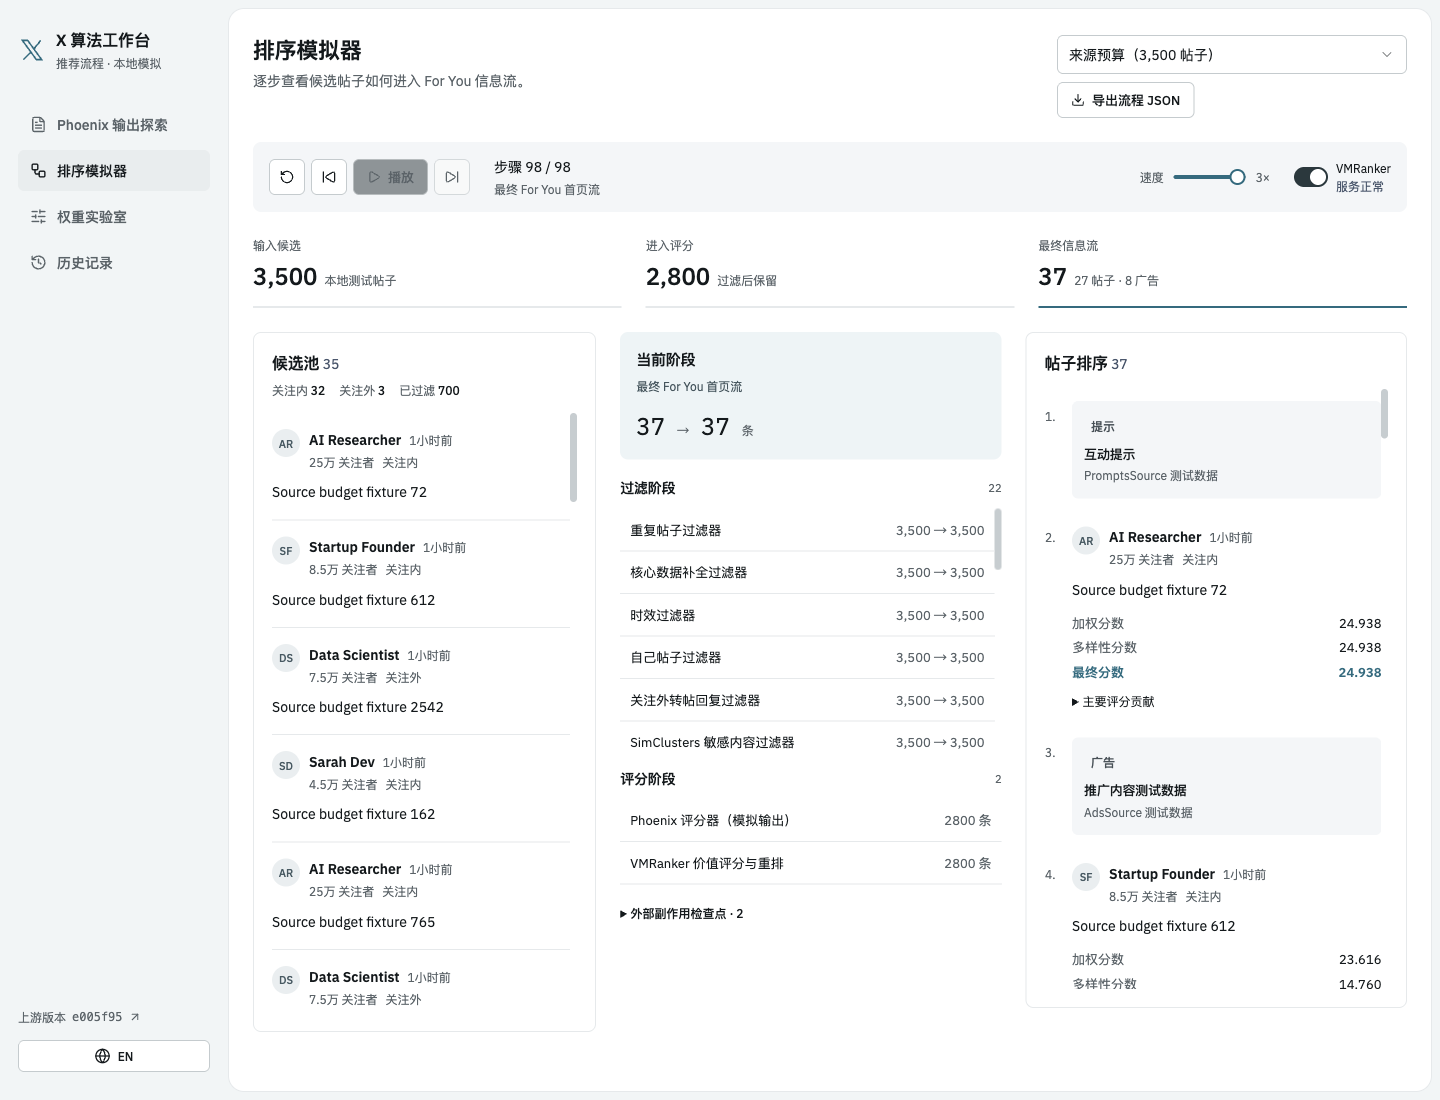 X 算法工作台
推荐流程 · 本地模拟
Phoenix 输出探索
排序模拟器
权重实验室
历史记录
上游版本 e005f95 ↗
EN
排序模拟器
逐步查看候选帖子如何进入 For You 信息流。
来源预算（3,500 帖子）
导出流程 JSON
播放
步骤 98 / 98
最终 For You 首页流
速度 3×
VMRanker
服务正常
输入候选
3,500 本地测试帖子
进入评分
2,800 过滤后保留
最终信息流
37 27 帖子 · 8 广告
候选池 35
关注内 32 关注外 3 已过滤 700
AR AI Researcher 1小时前
25万 关注者 关注内
Source budget fixture 72
SF Startup Founder 1小时前
8.5万 关注者 关注内
Source budget fixture 612
DS Data Scientist 1小时前
7.5万 关注者 关注外
Source budget fixture 2542
SD Sarah Dev 1小时前
4.5万 关注者 关注内
Source budget fixture 162
AR AI Researcher 1小时前
25万 关注者 关注内
Source budget fixture 765
DS Data Scientist 1小时前
7.5万 关注者 关注外
当前阶段
最终 For You 首页流
37 → 37 条
过滤阶段 22
重复帖子过滤器 3,500 → 3,500
核心数据补全过滤器 3,500 → 3,500
时效过滤器 3,500 → 3,500
自己帖子过滤器 3,500 → 3,500
关注外转帖回复过滤器 3,500 → 3,500
SimClusters 敏感内容过滤器 3,500 → 3,500
评分阶段 2
Phoenix 评分器（模拟输出） 2800 条
VMRanker 价值评分与重排 2800 条
▶ 外部副作用检查点 · 2
帖子排序 37
1. 提示
互动提示
PromptsSource 测试数据
2. AR AI Researcher 1小时前
25万 关注者 关注内
Source budget fixture 72
加权分数 24.938
多样性分数 24.938
最终分数 24.938
▶ 主要评分贡献
3. 广告
推广内容测试数据
AdsSource 测试数据
4. SF Startup Founder 1小时前
8.5万 关注者 关注内
Source budget fixture 612
加权分数 23.616
多样性分数 14.760